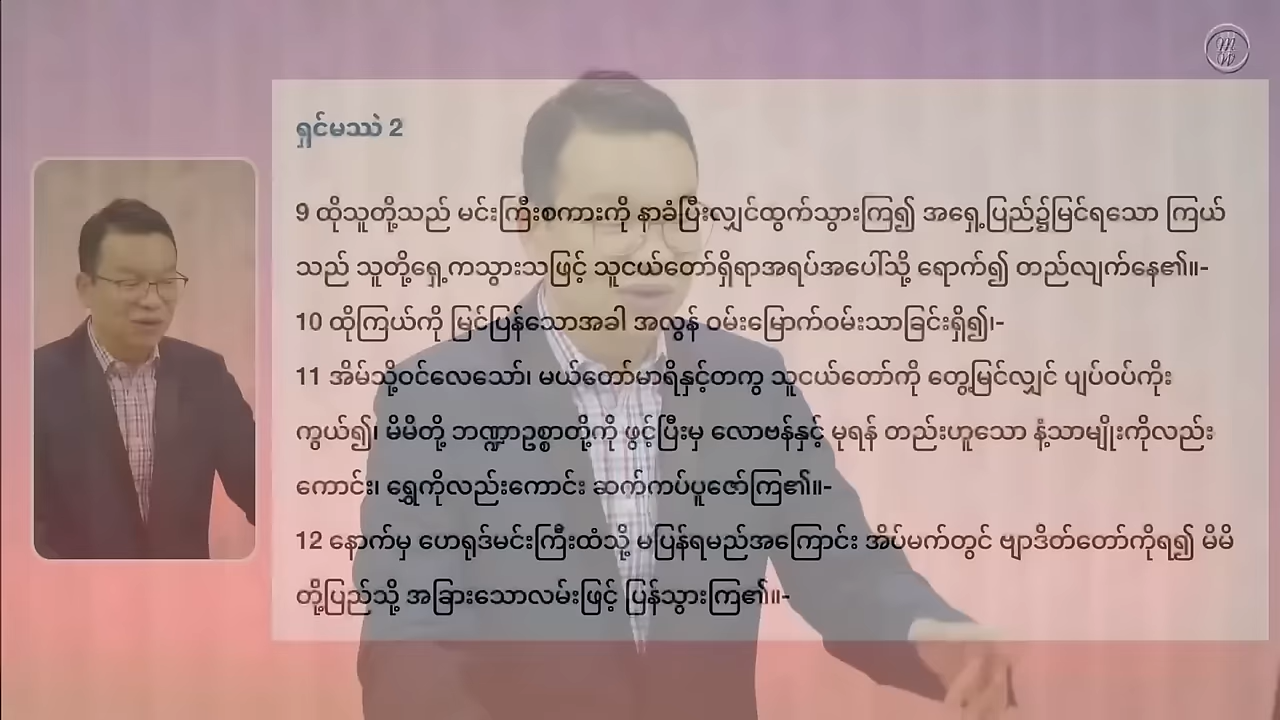 ရှင်မဿဲ 2
9 ထိုသူတို့သည် မင်းကြီးစကားကို နာခံပြီးလျှင်ထွက်သွားကြ၍ အရှေ့ပြည်၌မြင်ရသော ကြယ်
သည် သူတို့ရှေ့ကသွားသဖြင့် သူငယ်တော်ရှိရာအရပ်အပေါ်သို့ ရောက်၍ တည်လျက်နေ၏။-
10 ထိုကြယ်ကို မြင်ပြန်သောအခါ အလွန် ဝမ်းမြောက်ဝမ်းသာခြင်းရှိ၍၊-
11 အိမ်သို့ဝင်လေသော်၊ မယ်တော်မာရိနှင့်တကွ သူငယ်တော်ကို တွေ့မြင်လျှင် ပျပ်ဝပ်ကိုး
ကွယ်၍၊ မိမိတို့ ဘဏ္ဍာဥစ္စာတို့ကို ဖွင့်ပြီးမှ လောဗန်နှင့် မုရန် တည်းဟူသော နံ့သာမျိုးကိုလည်း
ကောင်း၊ ရွှေကိုလည်းကောင်း ဆက်ကပ်ပူဇော်ကြ၏။-
12 နောက်မှ ဟေရုဒ်မင်းကြီးထံသို့ မပြန်ရမည်အကြောင်း အိပ်မက်တွင် ဗျာဒိတ်တော်ကိုရ၍ မိမိ
တို့ပြည်သို့ အခြားသောလမ်းဖြင့် ပြန်သွားကြ၏။-